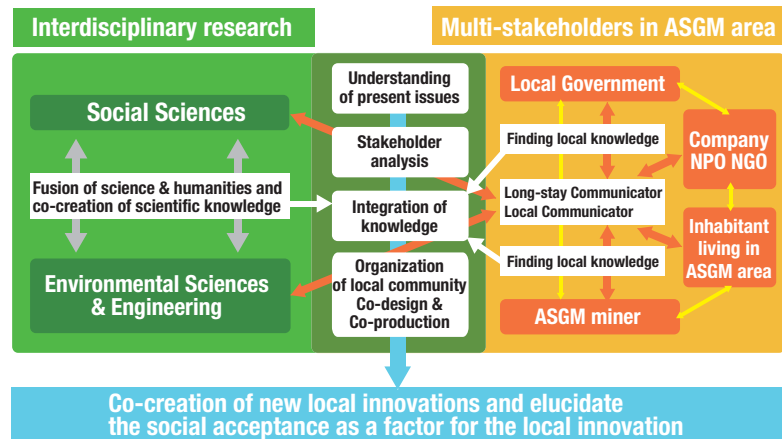 Interdisciplinary research
Multi-stakeholders in ASGM area
Social Sciences
Fusion of science & humanities and
co-creation of scientific knowledge
Environmental Sciences
& Engineering
Understanding
of present issues
Stakeholder
analysis
Integration of
knowledge
Organization
of local community
Co-design &
Co-production
Local Government
Finding local knowledge
Company
NPO NGO
Long-stay Communicator
Local Communicator
Inhabitant
living in
ASGM area
Finding local knowledge
ASGM miner
Co-creation of new local innovations and elucidate
the social acceptance as a factor for the local innovation